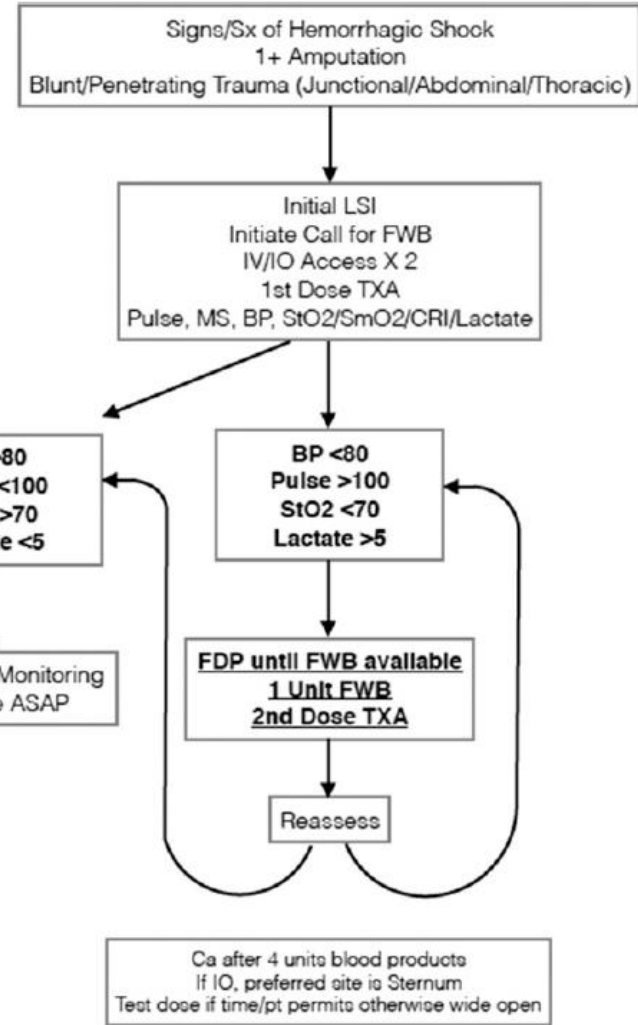 Signs/Sx of Hemorrhagic Shock
1+ Amputation
Blunt/Penetrating Trauma (Junctional/Abdominal/Thoracic)
Initial LSI
Initiate Call for FWB
IV/IO Access X 2
1st Dose TXA
Pulse, MS, BP, StO2/SmO2/CRI/Lactate
>80
<100
>70
<5
BP <80
Pulse >100
StO2 <70
Lactate >5
Monitoring
ASAP
FDP until FWB available
1 Unit FWB
2nd Dose TXA
Reassess
Ca after 4 units blood products
If IO, preferred site is Sternum
Test dose if time/pt permits otherwise wide open